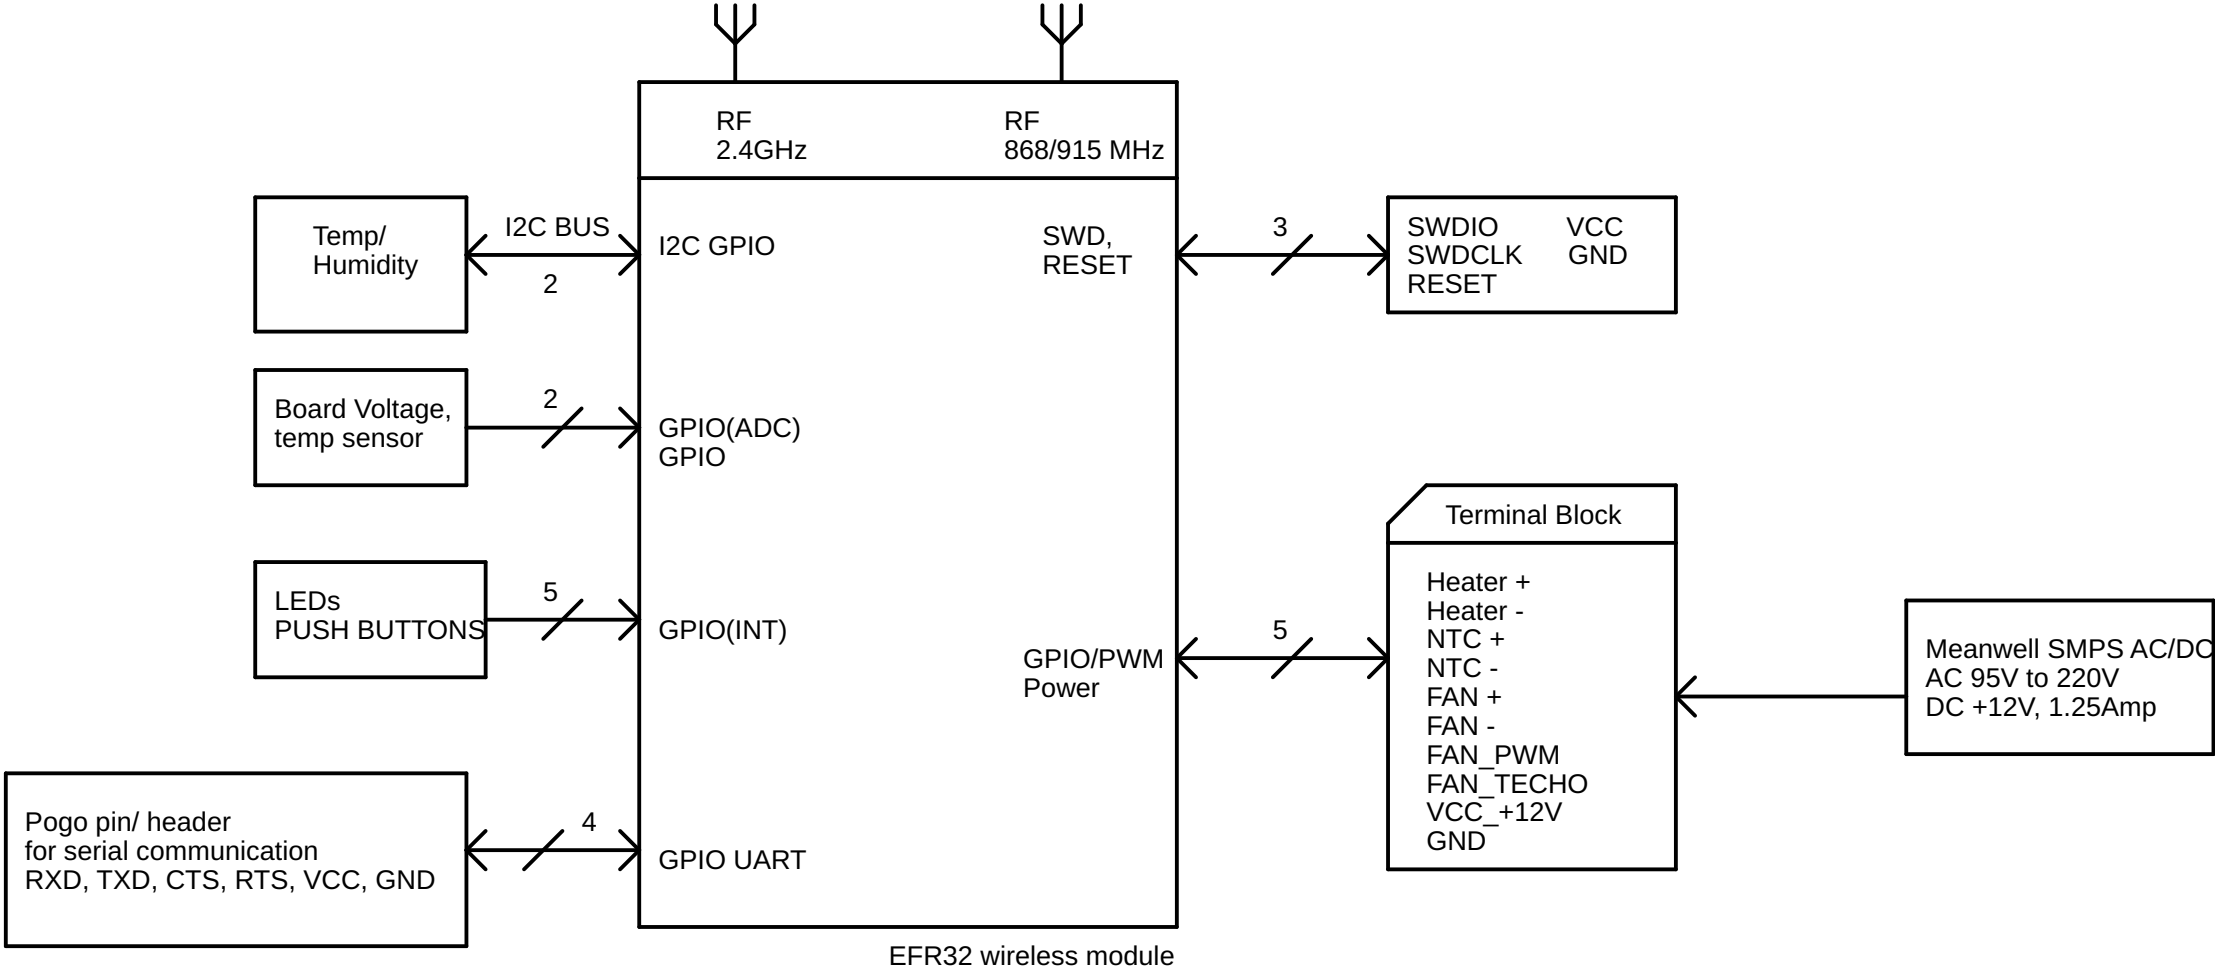 RF
2.4GHz
RF
868/915 MHz
Temp/
Humidity
I2C BUS
2
I2C GPIO
SWD,
RESET
3
SWDIO VCC
SWDCLK GND
RESET
Board Voltage,
temp sensor
2
GPIO(ADC)
GPIO
LEDs
PUSH BUTTONS
5
GPIO(INT)
GPIO/PWM
Power
5
Terminal Block
Heater +
Heater -
NTC +
NTC -
FAN +
FAN -
FAN_PWM
FAN_TECHO
VCC_+12V
GND
Meanwell SMPS AC/DC
AC 95V to 220V
DC +12V, 1.25Amp
Pogo pin/ header
for serial communication
RXD, TXD, CTS, RTS, VCC, GND
4
GPIO UART
EFR32 wireless module